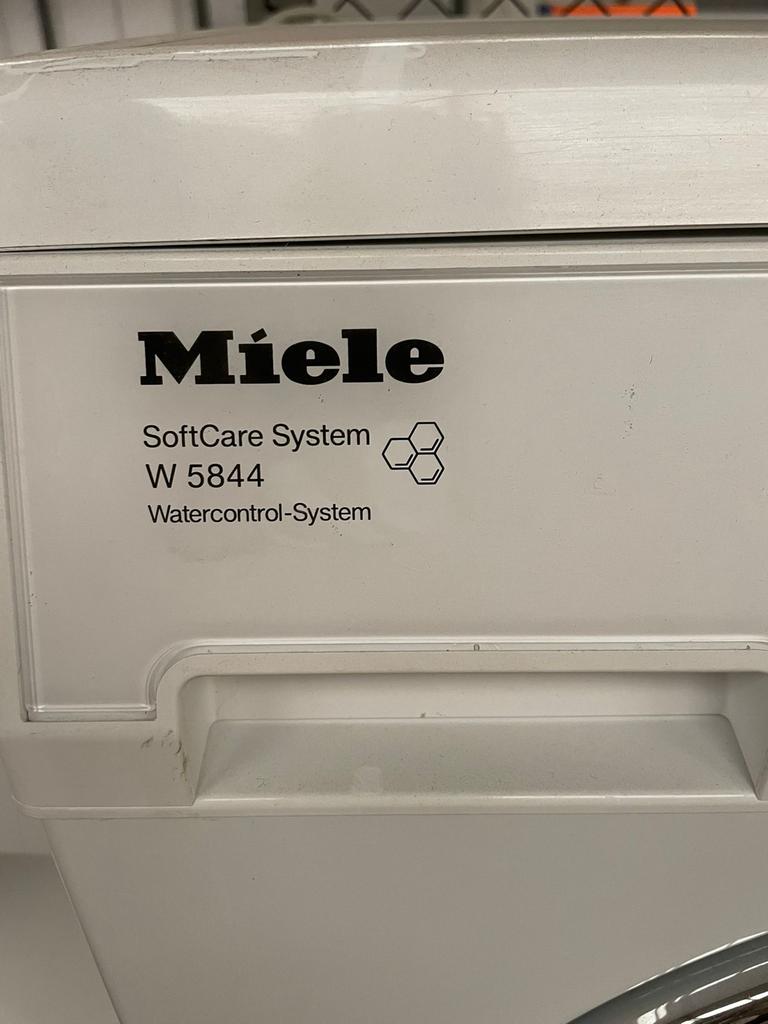 Miele
SoftCare System
W 5844
Watercontrol-System